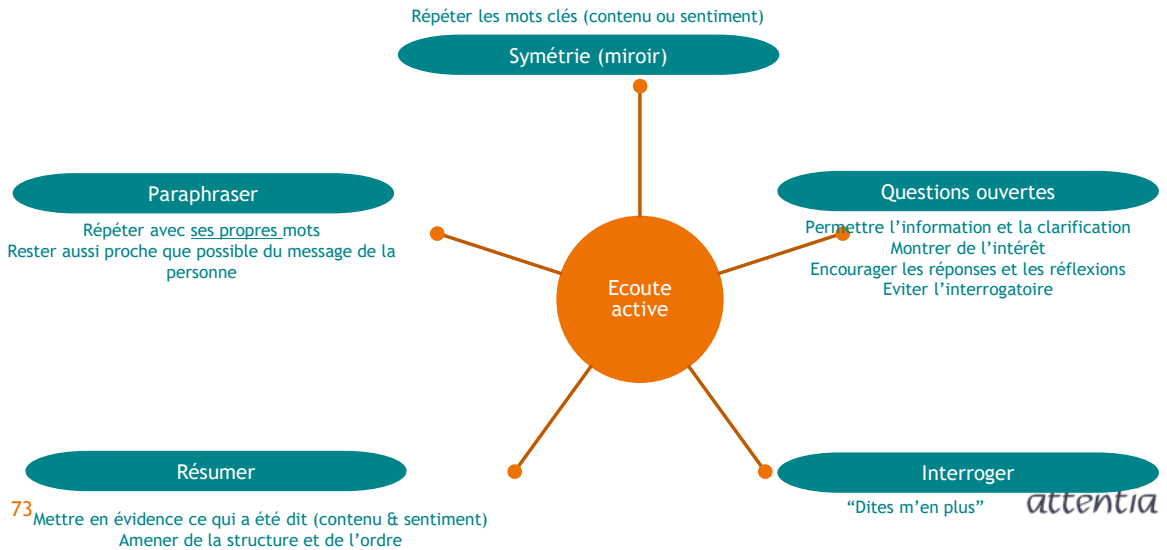 Répéter les mots clés (contenu ou sentiment)
Symétrie (miroir)
Paraphraser
Répéter avec ses propres mots
Rester aussi proche que possible du message de la
personne
Questions ouvertes
Permettre l’information et la clarification
Montrer de l’intérêt
Encourager les réponses et les réflexions
Eviter l’interrogatoire
Ecoute
active
Résumer
Mettre en évidence ce qui a été dit (contenu & sentiment)
Amener de la structure et de l’ordre
Interroger
“Dites m’en plus”
73
attentia